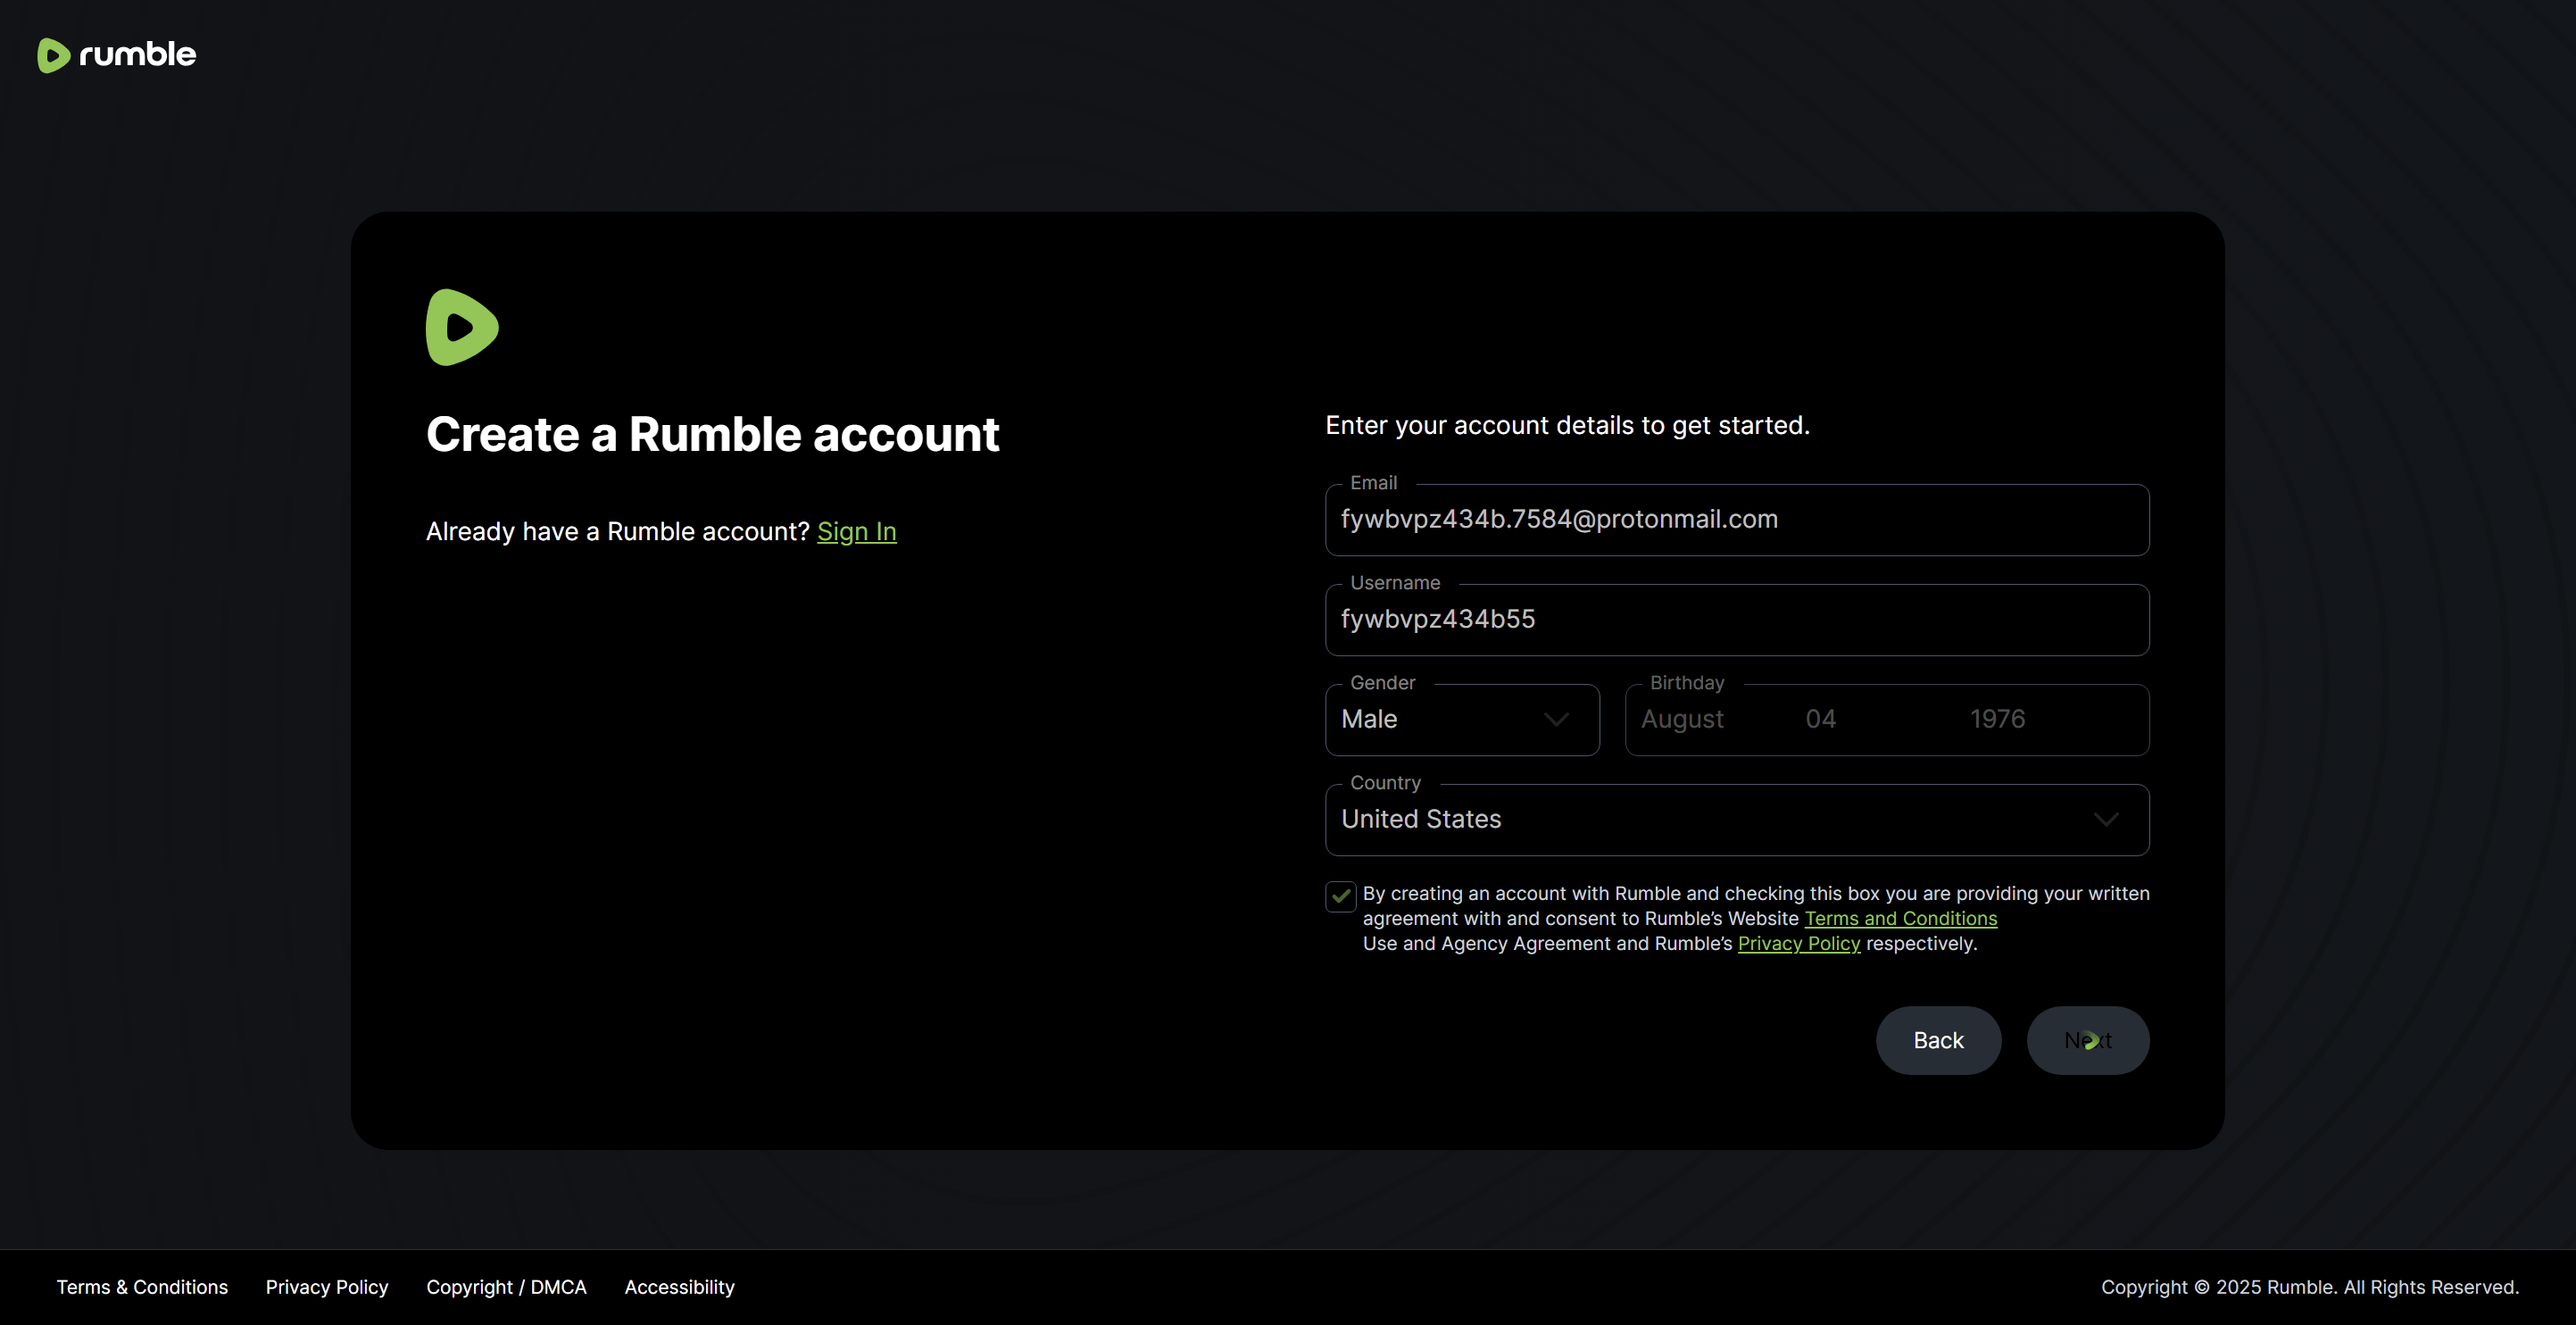 rumble
Create a Rumble account
Already have a Rumble account? Sign In
Enter your account details to get started.
Email
fywbvpz434b.7584@protonmail.com
Username
fywbvpz434b55
Gender
Male
Birthday
August 04 1976
Country
United States
By creating an account with Rumble and checking this box you are providing your written
agreement with and consent to Rumble’s Website Terms and Conditions
Use and Agency Agreement and Rumble’s Privacy Policy respectively.
Back Next
Terms & Conditions Privacy Policy Copyright / DMCA Accessibility Copyright © 2025 Rumble. All Rights Reserved.